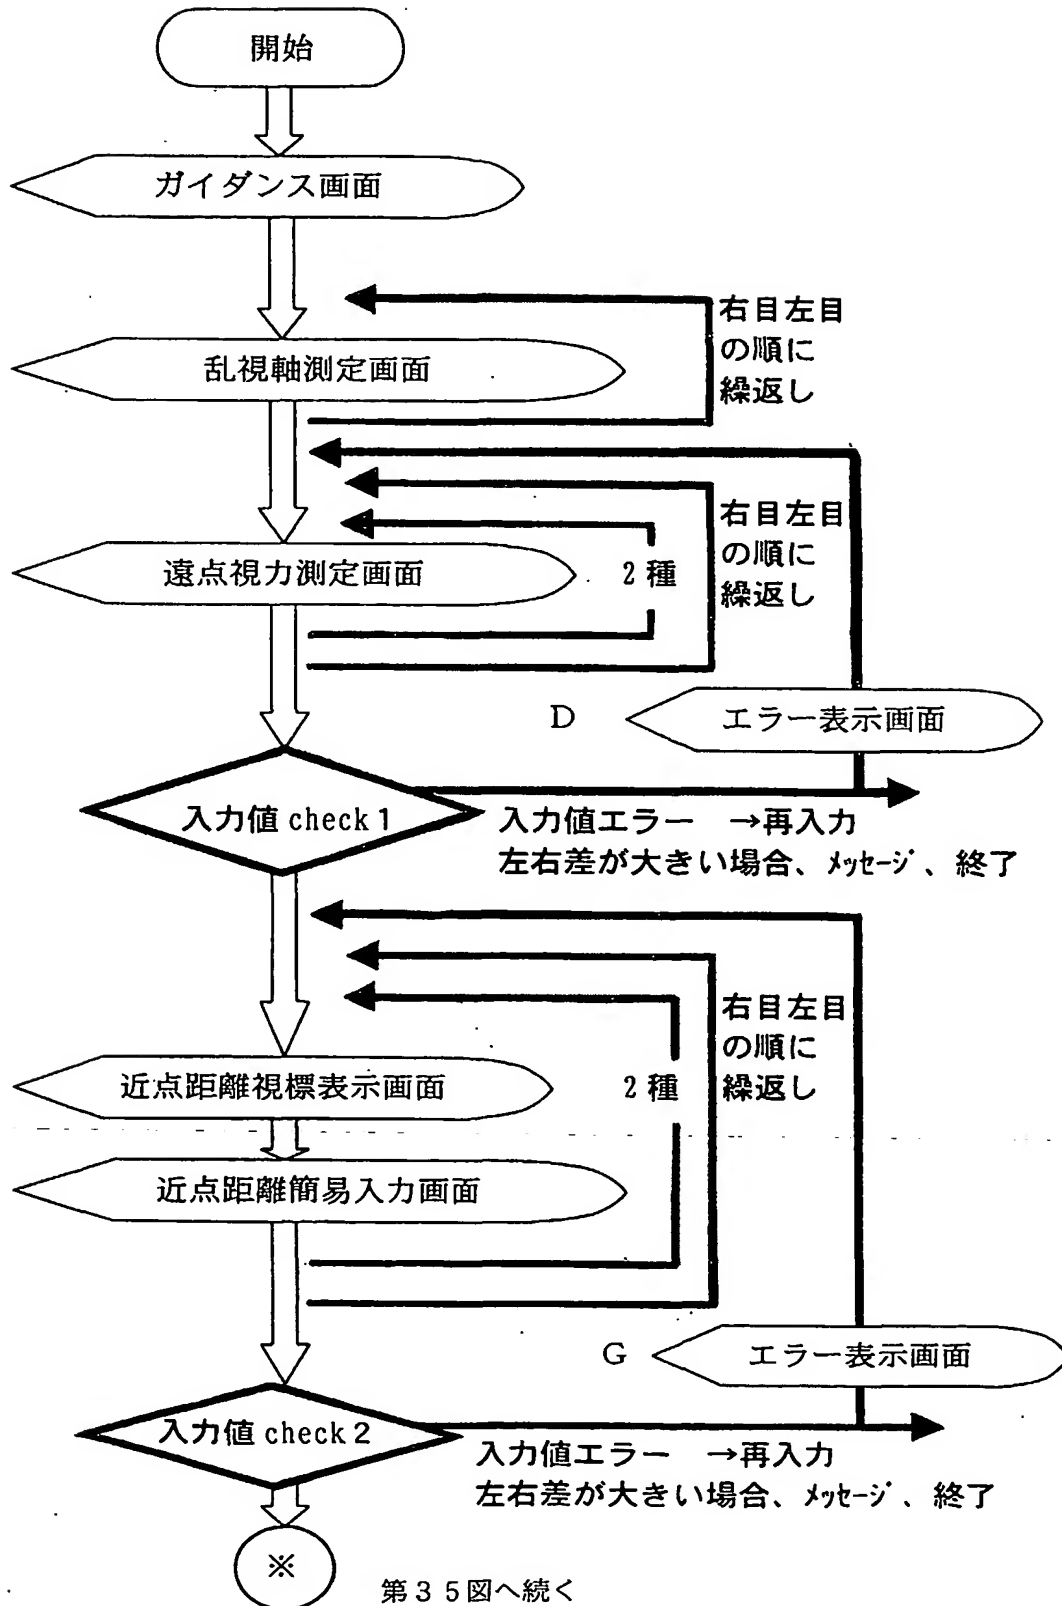 開始
ガイダンス画面
右目左目
の順に
繰返し
乱視軸測定画面
右目左目
の順に
繰返し
2種
遠点視力測定画面
D
エラー表示画面
入力値 check 1
入力値エラー →再入力
左右差が大きい場合、ﾒｯｾｰｼﾞ、終了
右目左目
の順に
繰返し
2種
近点距離視標表示画面
近点距離簡易入力画面
G
エラー表示画面
入力値 check 2
入力値エラー →再入力
左右差が大きい場合、ﾒｯｾｰｼﾞ、終了
※
第35図へ続く